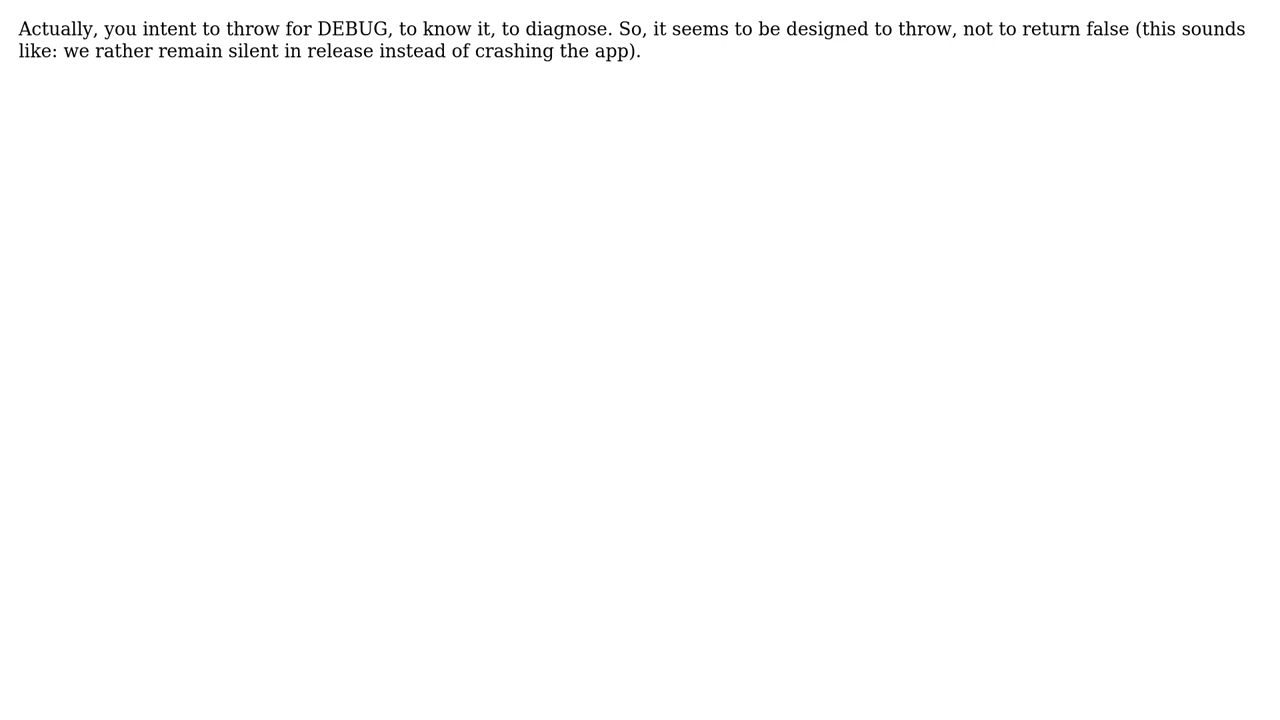 Actually, you intent to throw for DEBUG, to know it, to diagnose. So, it seems to be designed to throw, not to return false (this sounds
like: we rather remain silent in release instead of crashing the app).